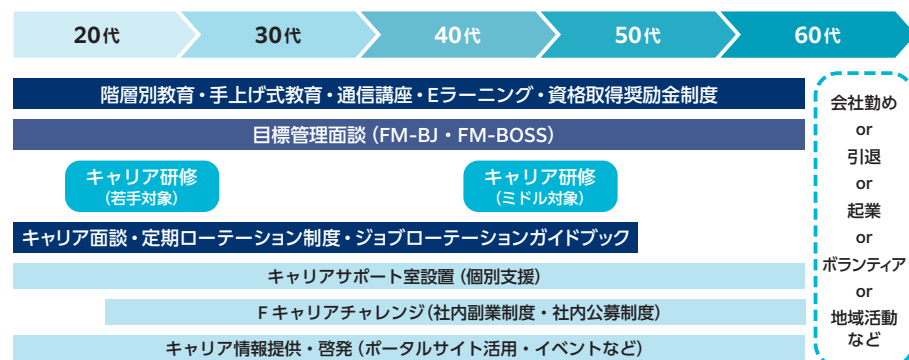 20代
30代
40代
50代
60代
階層別教育・手上げ式教育・通信講座・Eラーニング・資格取得奨励金制度
目標管理面談（FM-BJ・FM-BOSS）
キャリア研修
（若手対象）
キャリア研修
（ミドル対象）
キャリア面談・定期ローテーション制度・ジョブローテーションガイドブック
キャリアサポート室設置（個別支援）
Fキャリアチャレンジ（社内副業制度・社内公募制度）
キャリア情報提供・啓発（ポータルサイト活用・イベントなど）
会社勤め
or
引退
or
起業
or
ボランティア
or
地域活動
など